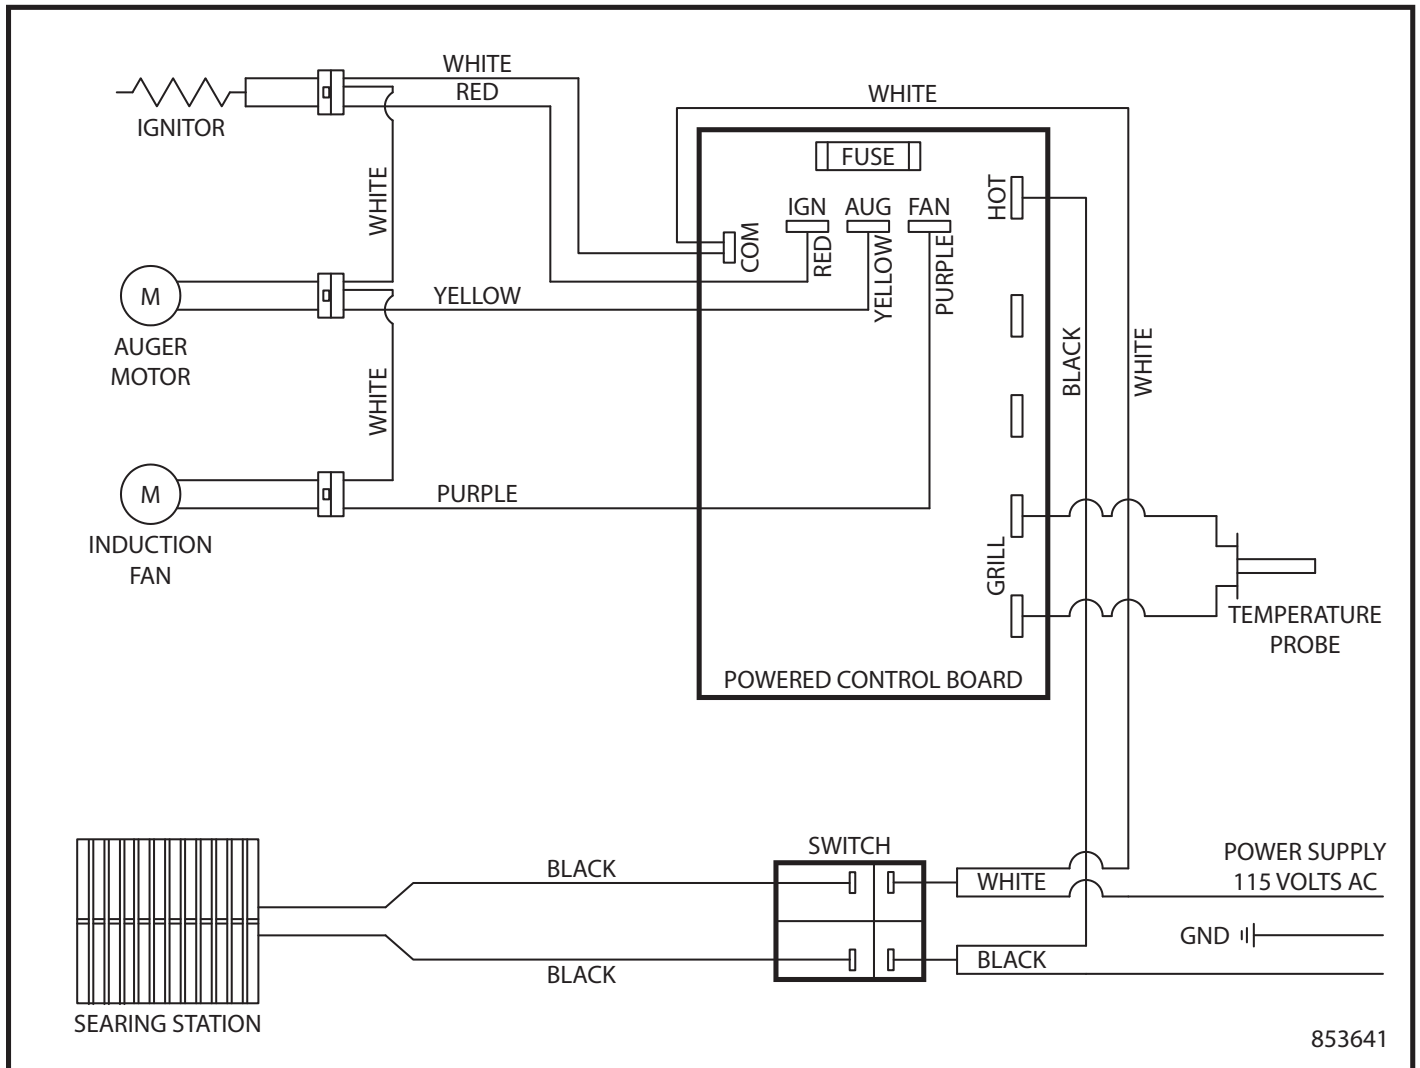 WHITE
RED
IGNITOR
WHITE
FUSE
HOT
IGN AUG FAN
COM
RED
YELLOW
PURPLE
WHITE
M
YELLOW
AUGER
MOTOR
BLACK
WHITE
WHITE
M
PURPLE
INDUCTION
FAN
GRILL
TEMPERATURE
PROBE
POWERED CONTROL BOARD
SWITCH
POWER SUPPLY
115 VOLTS AC
BLACK
WHITE
GND
BLACK
BLACK
SEARING STATION
853641